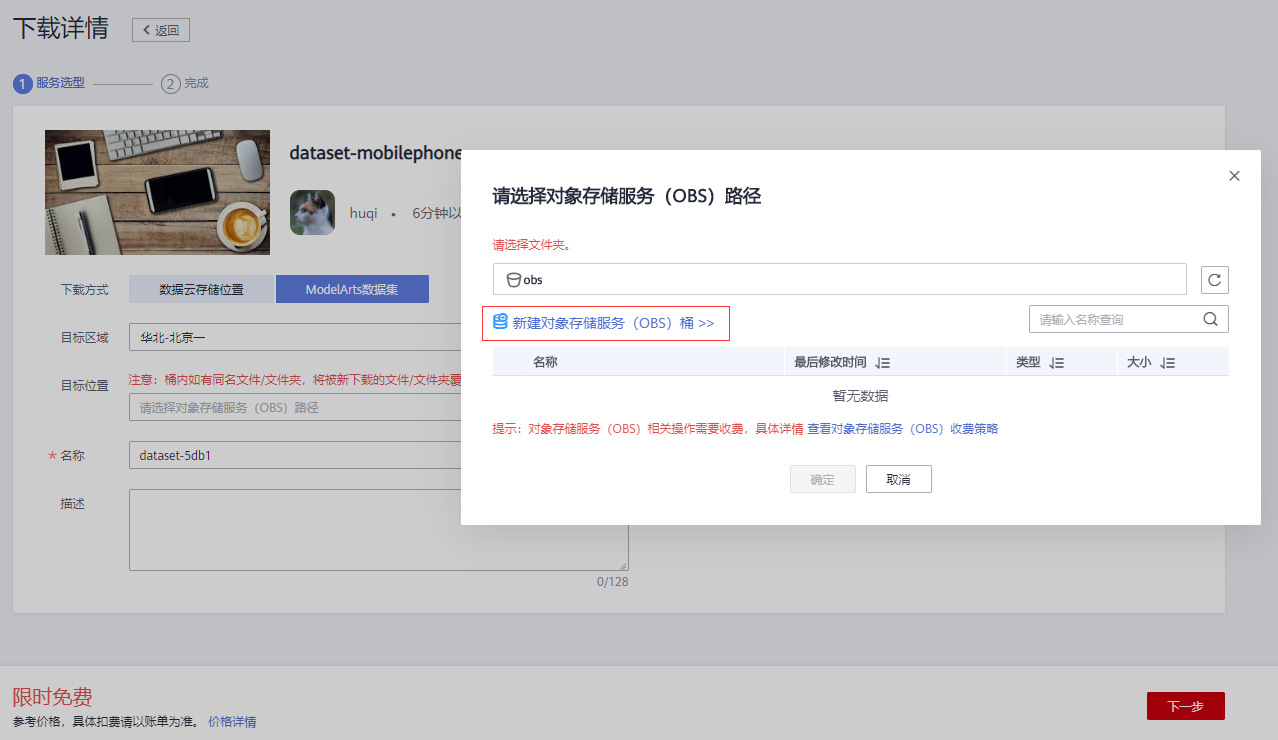 下载详情
返回
1 服务选型
2 完成
dataset-mobilephone
huqi • 6分钟以
下载方式 数据云存储位置 ModelArts数据集
目标区域 华北-北京一
目标位置 注意：桶内如有同名文件/文件夹，将被新下载的文件/文件夹覆
请选择对象存储服务（OBS）路径
* 名称 dataset-5db1
描述
0/128
请选择对象存储服务（OBS）路径
请选择文件夹。
obs
新建对象存储服务（OBS）桶 >>
请输入名称查询
名称 最后修改时间 类型 大小
暂无数据
提示：对象存储服务（OBS）相关操作需要收费，具体详情 查看对象存储服务（OBS）收费策略
确定 取消
限时免费
参考价格，具体扣费请以账单为准。 价格详情
下一步